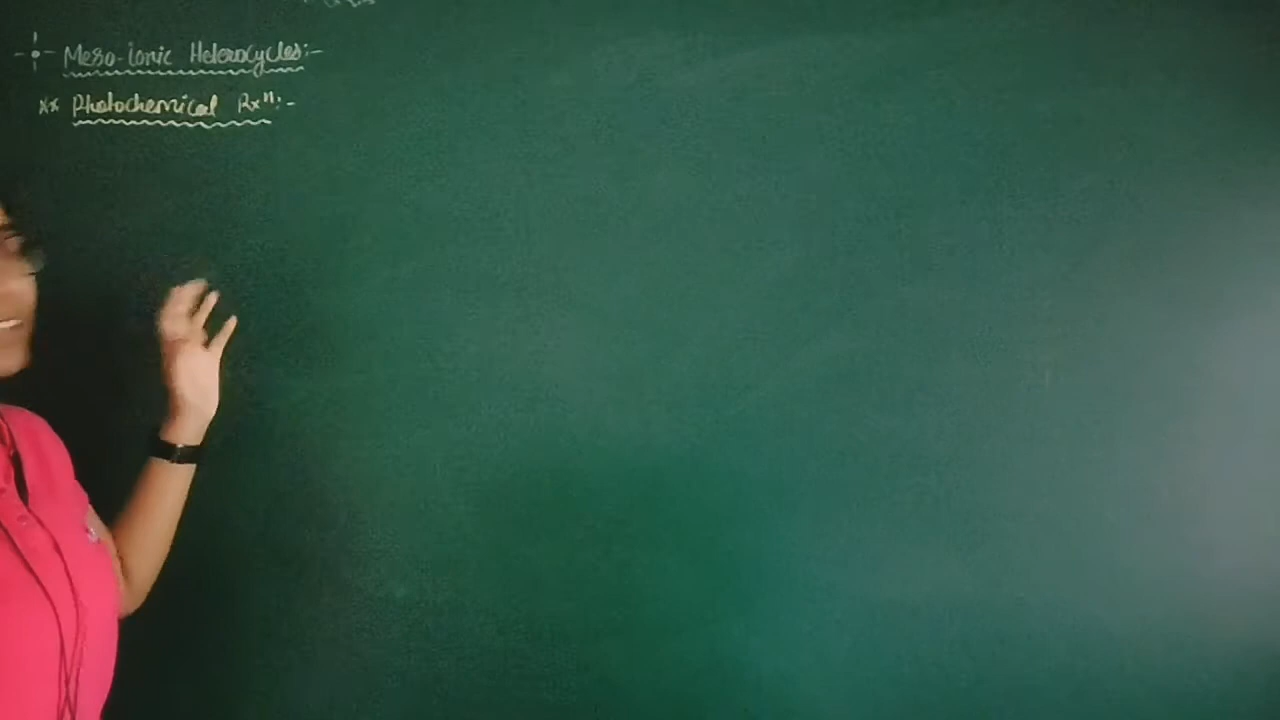 Meso-ionic Heterocycles:-
** Photochemical Rxⁿ:-